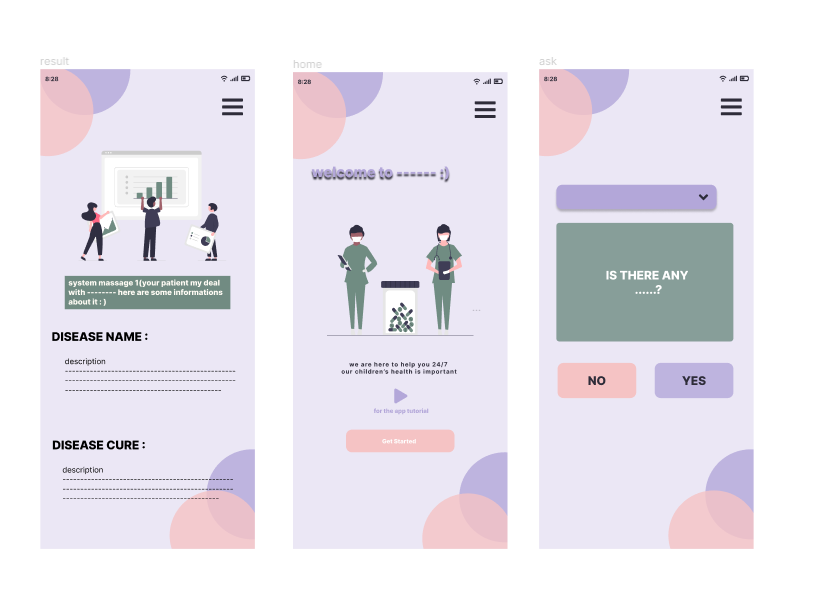 result
8:28
system massage 1(your patient my deal
with -------- here are some informations
about it : )
DISEASE NAME :
description
DISEASE CURE :
description
home
8:28
welcome to ------ :)
...
we are here to help you 24/7
our children's health is important
for the app tutorial
Get Started
ask
8:28
IS THERE ANY
......?
NO
YES